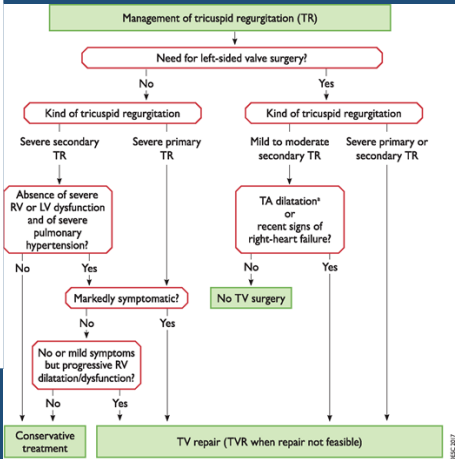 Management of tricuspid regurgitation (TR)
Need for left-sided valve surgery?
No
Yes
Kind of tricuspid regurgitation
Kind of tricuspid regurgitation
Severe secondary
TR
Severe primary
TR
Mild to moderate
secondary TR
Severe primary or
secondary TR
Absence of severe
RV or LV dysfunction
and of severe
pulmonary
hypertension?
TA dilatationª
or
recent signs of
right-heart failure?
No
Yes
No
Yes
Markedly symptomatic?
No TV surgery
No
Yes
No or mild symptoms
but progressive RV
dilatation/dysfunction?
No
Yes
Conservative
treatment
TV repair (TVR when repair not feasible)
ESC 2017